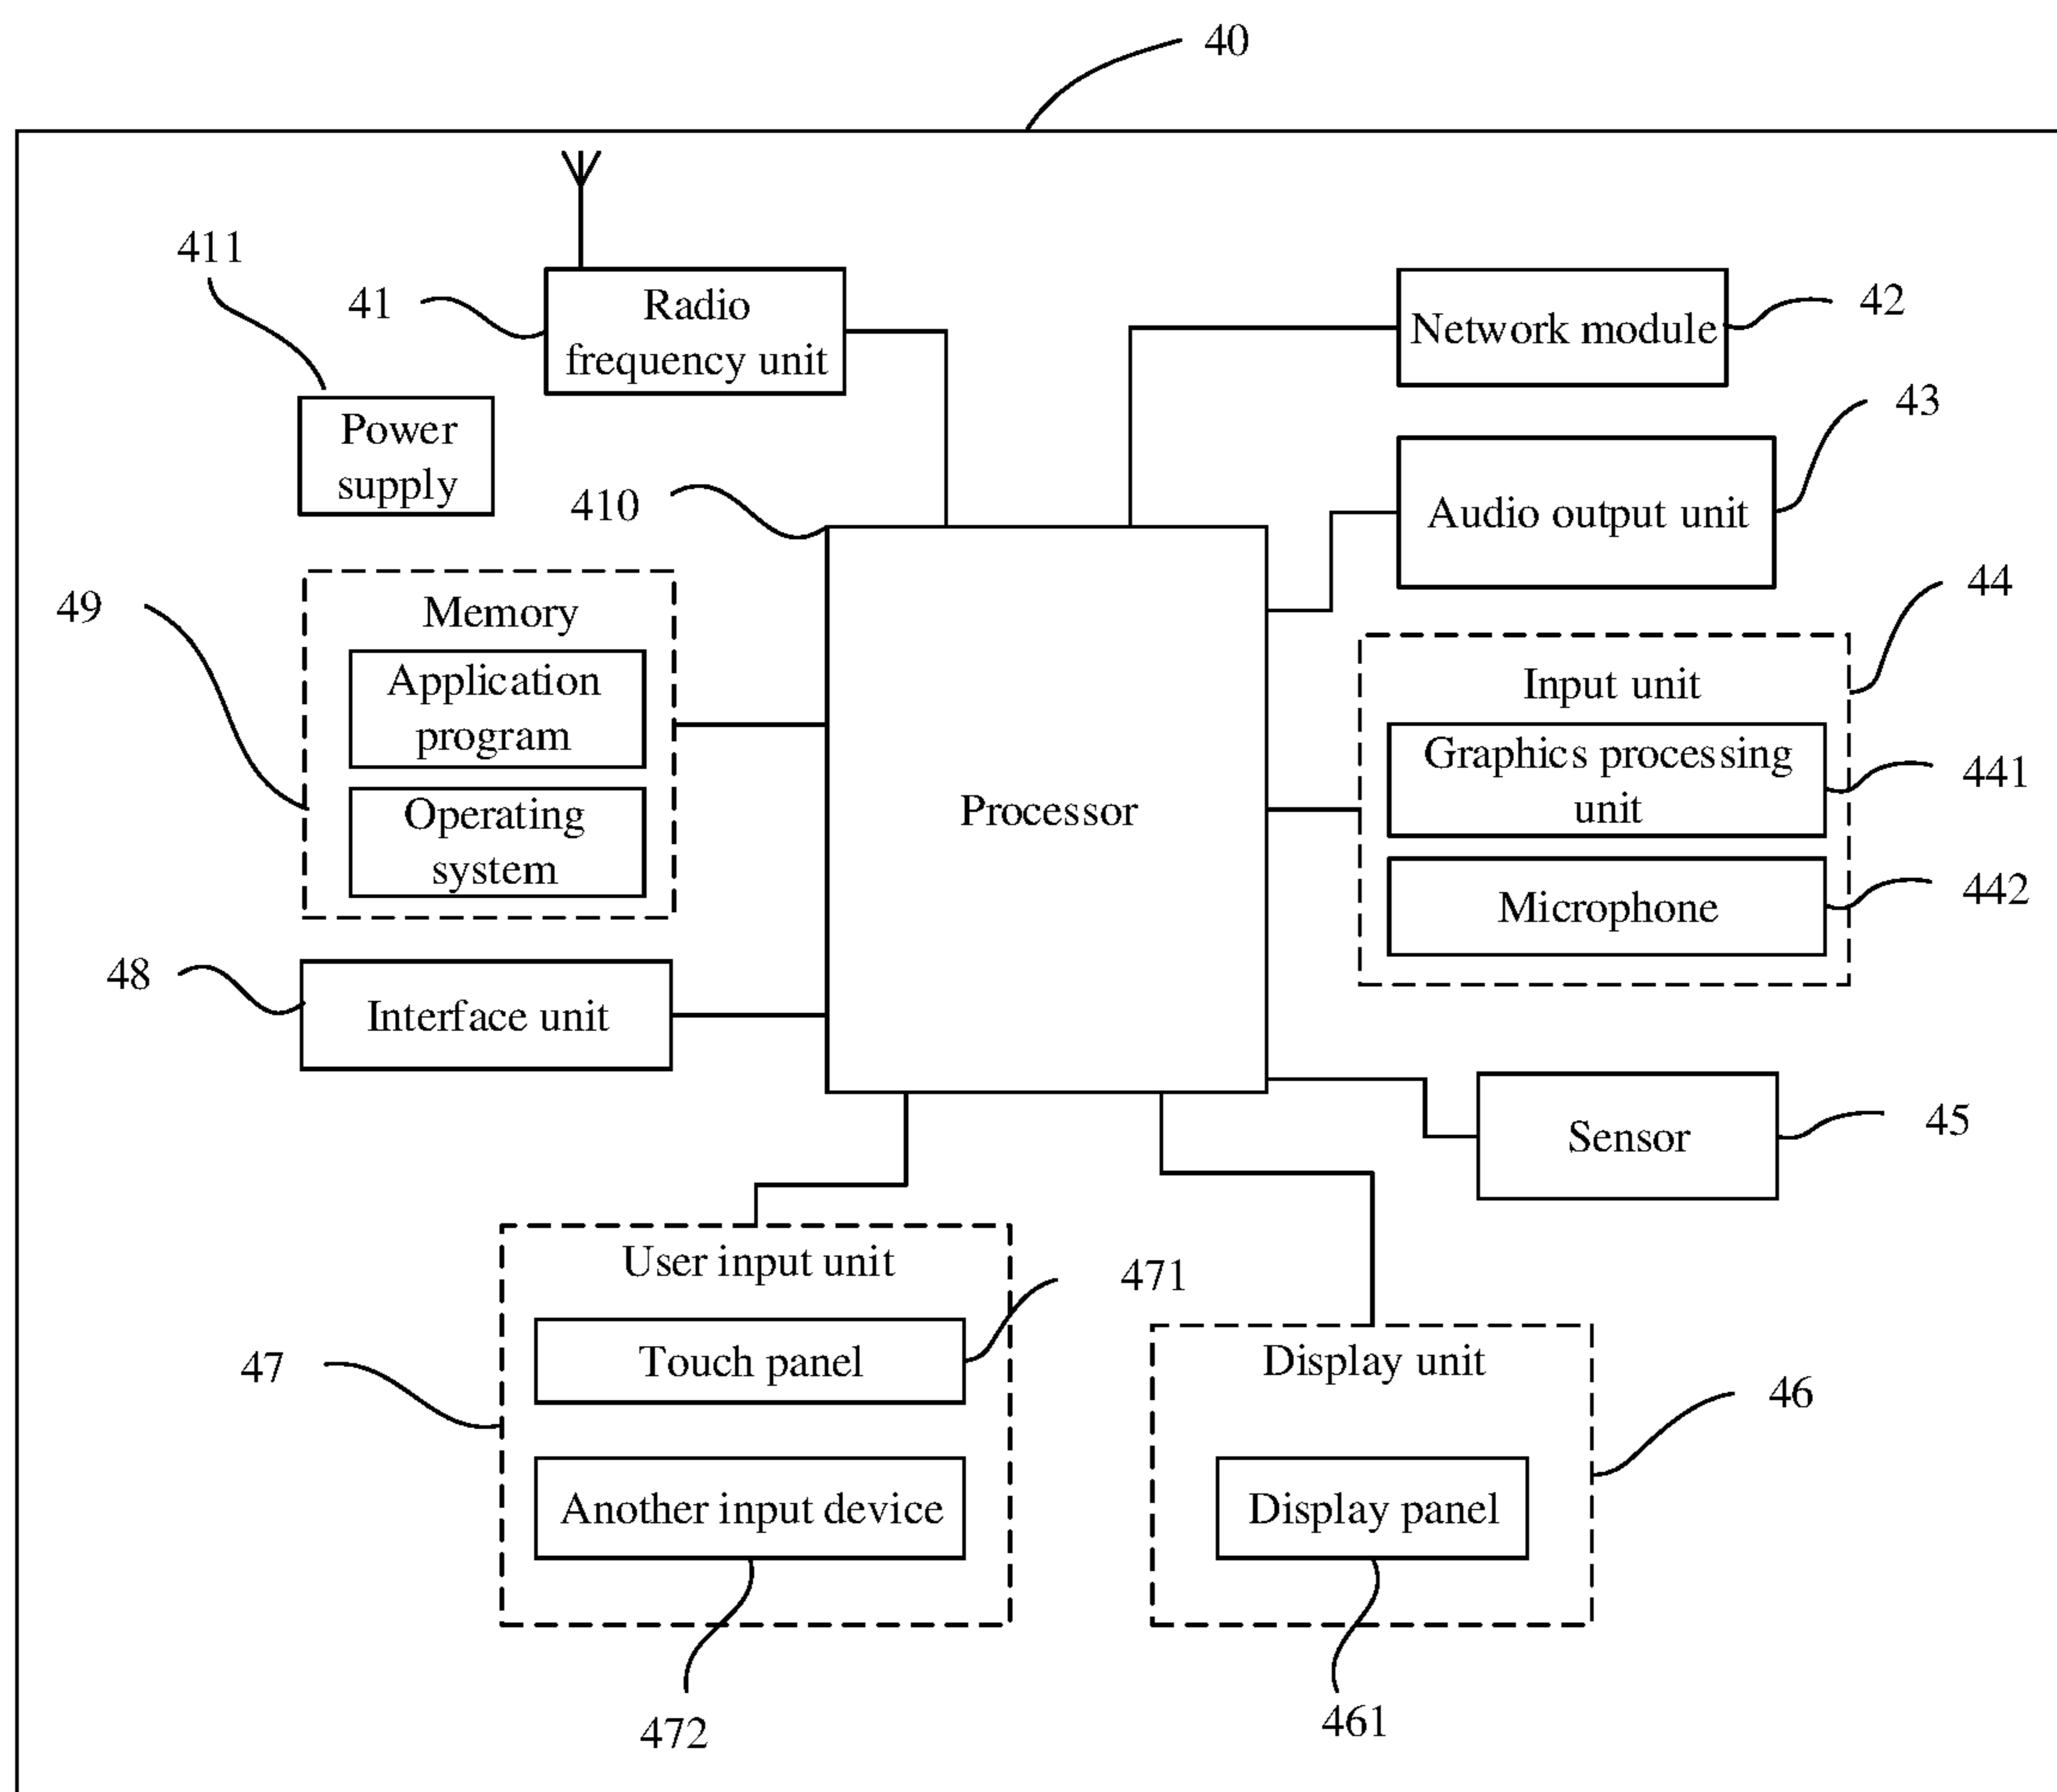 40
411
41
Radio
frequency unit
Network module
42
Power
supply
43
410
Audio output unit
49
Memory
Application
program
Operating
system
44
Input unit
Graphics processing
unit
441
Microphone
442
Processor
48
Interface unit
Sensor
45
User input unit
471
Touch panel
47
Another input device
472
Display unit
46
Display panel
461